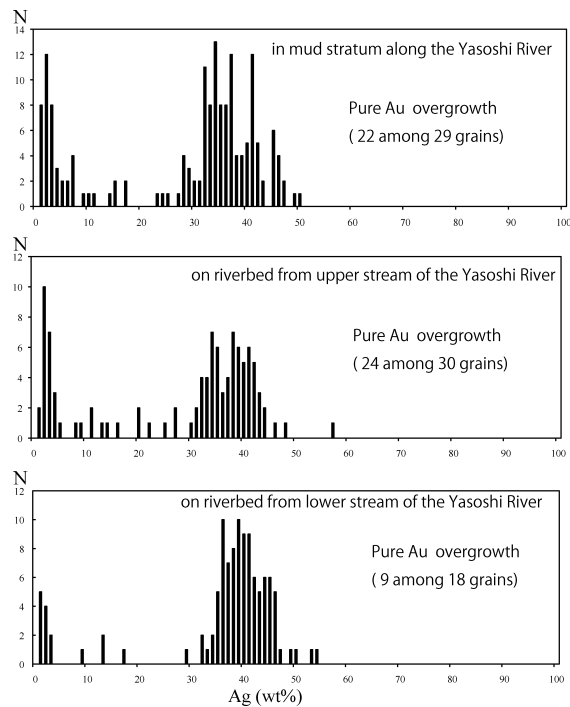 N
14
in mud stratum along the Yasoshi River
12
10
Pure Au overgrowth
8
( 22 among 29 grains)
6
4
2
0
0 10 20 30 40 50 60 70 80 90 100
N
12
on riverbed from upper stream of the Yasoshi River
10
8
Pure Au overgrowth
6
( 24 among 30 grains)
4
2
0
0 10 20 30 40 50 60 70 80 90 100
N
12
on riverbed from lower stream of the Yasoshi River
10
8
Pure Au overgrowth
6
( 9 among 18 grains)
4
2
0
0 10 20 30 40 50 60 70 80 90 100
Ag (wt%)